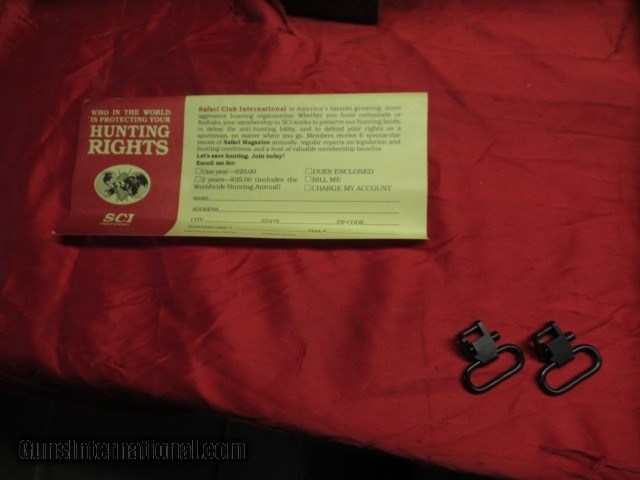 WHO IN THE WORLD
IS PROTECTING YOUR
HUNTING
RIGHTS
SCI
Safari Club International is America's fastest growing, most
aggressive hunting organization. Whether you hunt cottontails or
Kodiaks, your membership in SCI works to preserve our hunting lands,
to defeat the anti-hunting lobby, and to defend your rights as a
sportsman, no matter where you go. Members receive 6 spectacular
issues of Safari Magazine annually, regular reports on legislation and
hunting conditions, and a host of valuable membership benefits.
Let's save hunting. Join today!
Enroll me for:
□ One year—$20.00 □ DUES ENCLOSED
□ 2 years—$35.00 (includes the □ BILL ME
Worldwide Hunting Annual) □ CHARGE MY ACCOUNT
NAME
ADDRESS
CITY STATE ZIP CODE
VISA #
GunsInternational.com